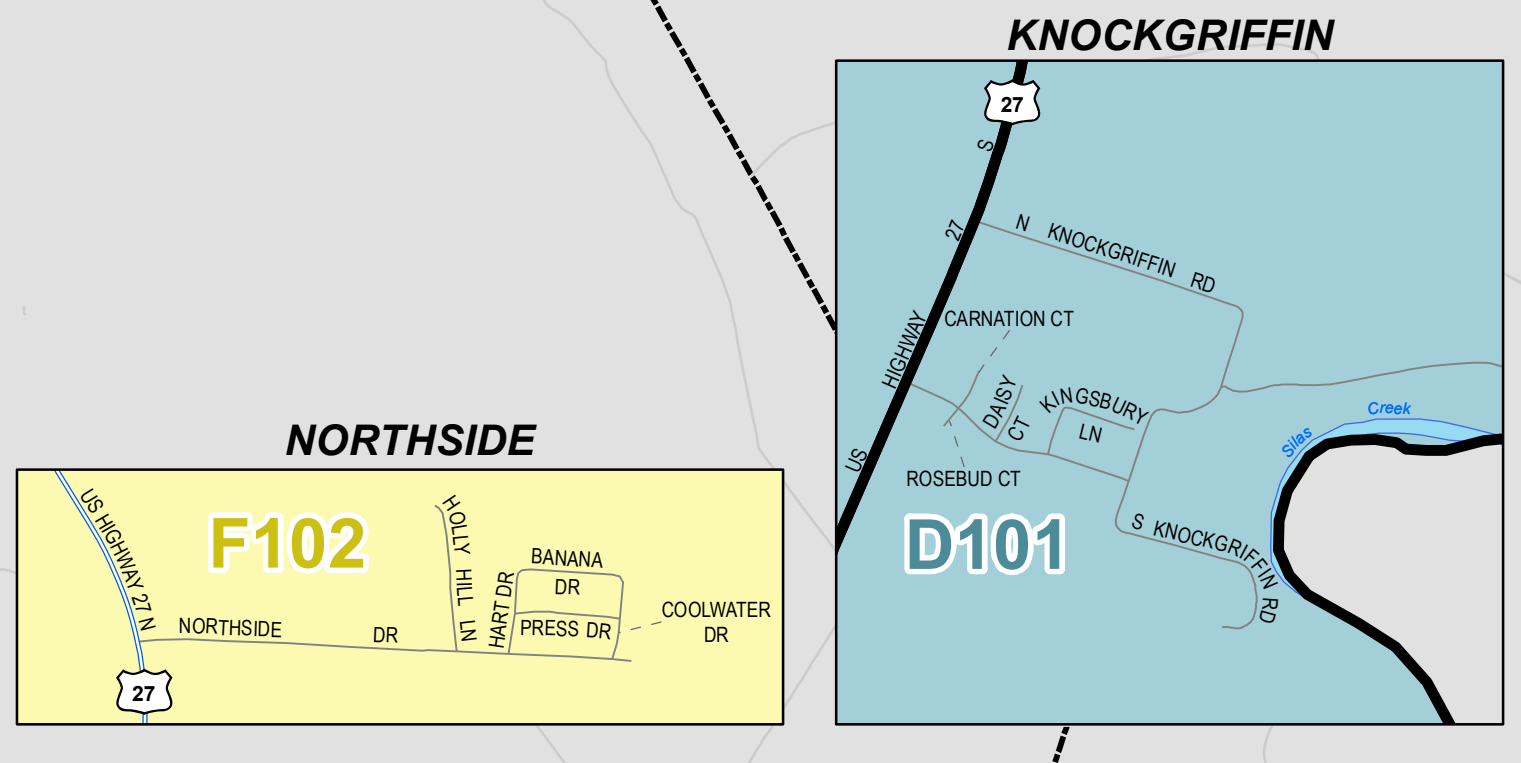 KNOCKGRIFFIN
27
US HIGHWAY 27 S
N KNOCKGRIFFIN RD
CARNATION CT
DAISY
CT
KINGSBURY
LN
ROSEBUD CT
D101
S KNOCKGRIFFIN RD
Silas Creek
NORTHSIDE
US HIGHWAY 27 N
F102
HOLLY HILL LN
HART DR
BANANA
DR
PRESS DR
COOLWATER
DR
NORTHSIDE DR
27